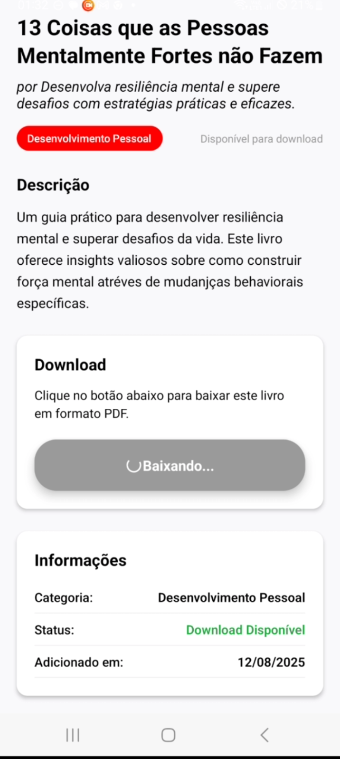 13 Coisas que as Pessoas
Mentalmente Fortes não Fazem
por Desenvolva resiliência mental e supere
desafios com estratégias práticas e eficazes.
Desenvolvimento Pessoal
Disponível para download
Descrição
Um guia prático para desenvolver resiliência
mental e superar desafios da vida. Este livro
oferece insights valiosos sobre como construir
força mental atréves de mudanjças behaviorais
específicas.
Download
Clique no botão abaixo para baixar este livro
em formato PDF.
Baixando...
Informações
Categoria: Desenvolvimento Pessoal
Status: Download Disponível
Adicionado em: 12/08/2025